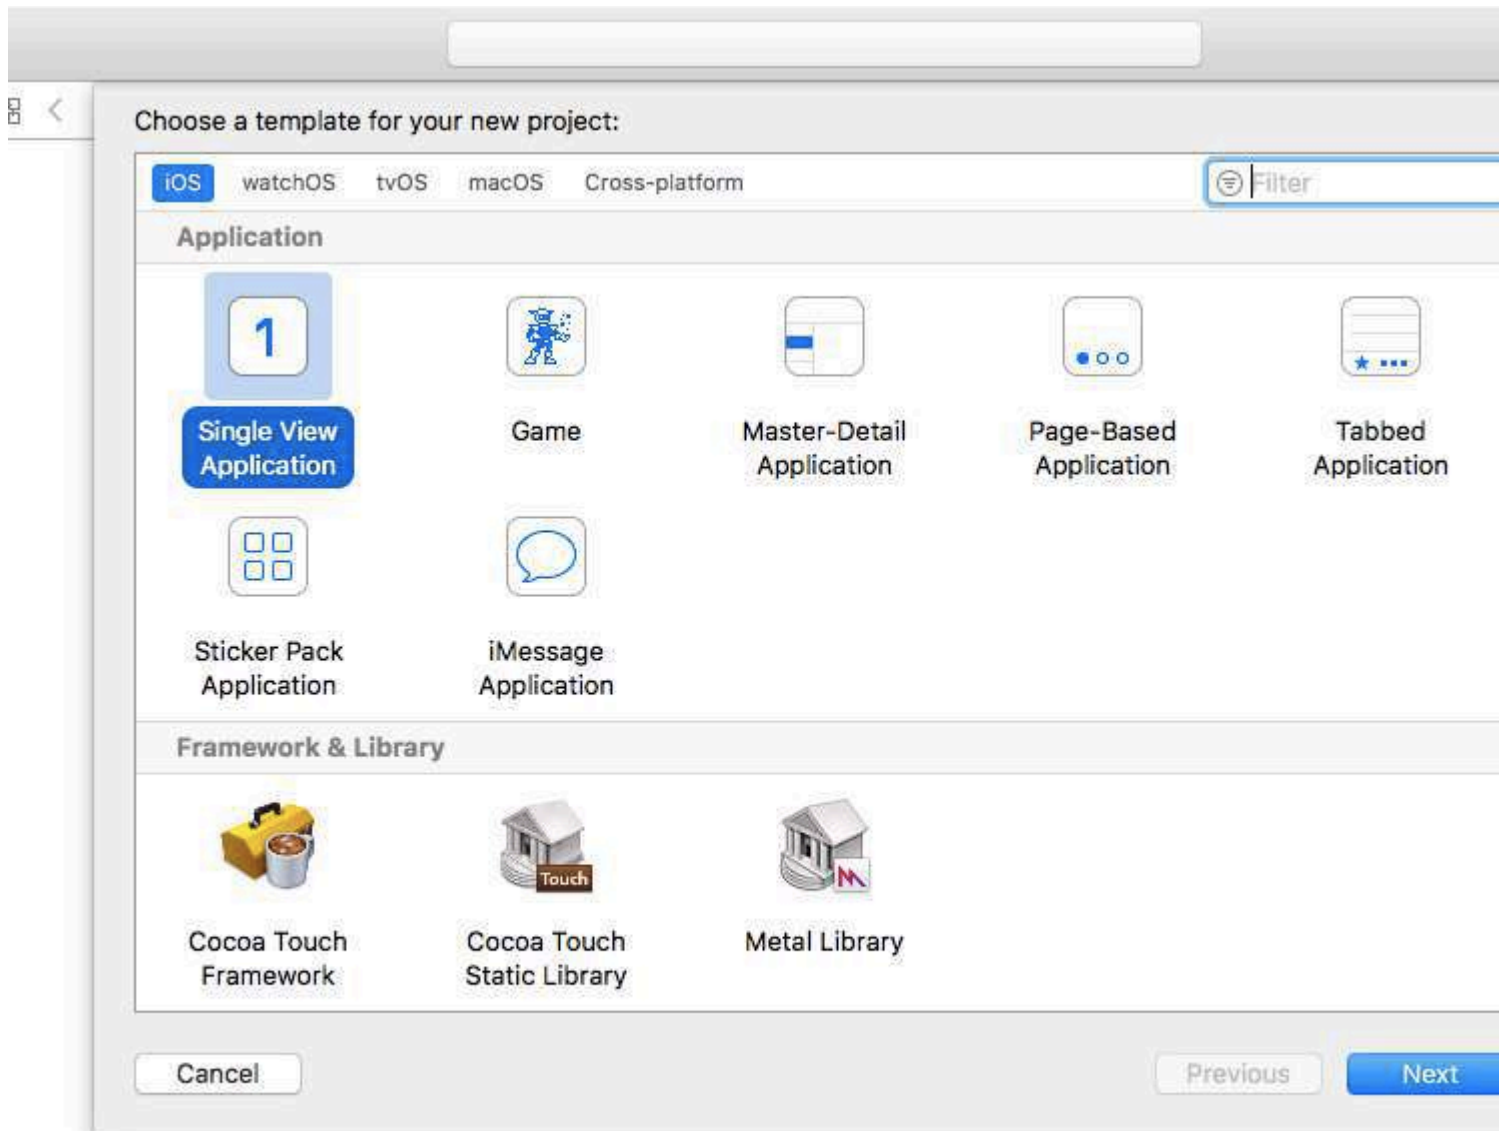 Choose a template for your new project:
iOS watchOS tvOS macOS Cross-platform Filter
Application
1
Single View Application
Game
Master-Detail Application
Page-Based Application
Tabbed Application
Sticker Pack Application
iMessage Application
Framework & Library
Touch
Cocoa Touch Framework
Cocoa Touch Static Library
Metal Library
Cancel Previous Next